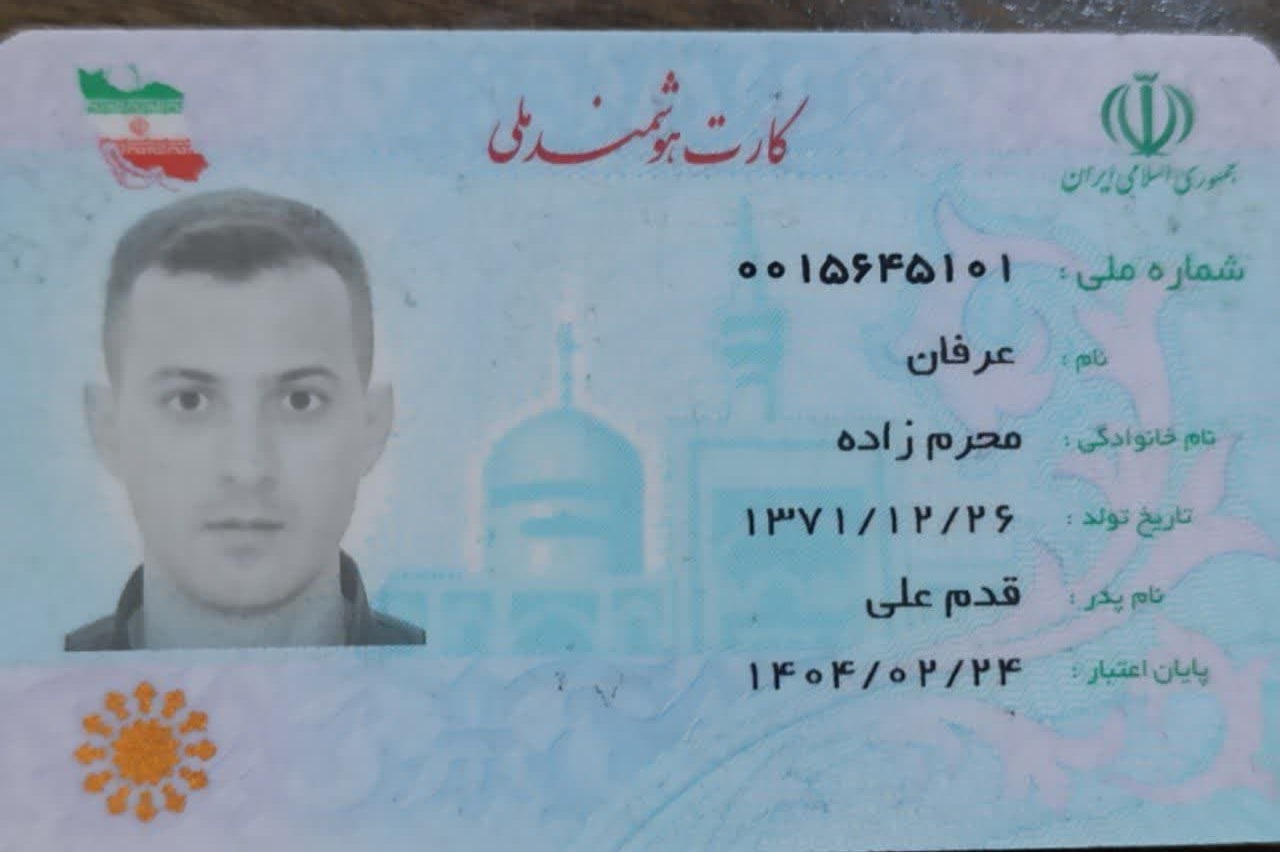 کارت هوشمند ملی
جمهوری اسلامی ایران
شماره ملی : ۰۰۱۵۶۴۵۱۰۱
نام : عرفان
نام خانوادگی : محرم زاده
تاریخ تولد : ۱۳۷۱/۱۲/۲۶
نام پدر : قدم علی
پایان اعتبار : ۱۴۰۴/۰۲/۲۴